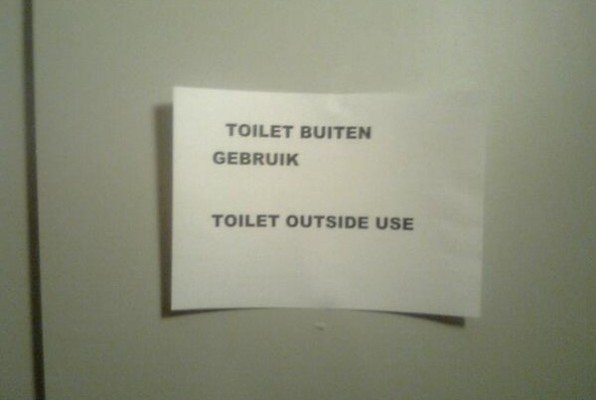 TOILET BUITEN
GEBRUIK
TOILET OUTSIDE USE